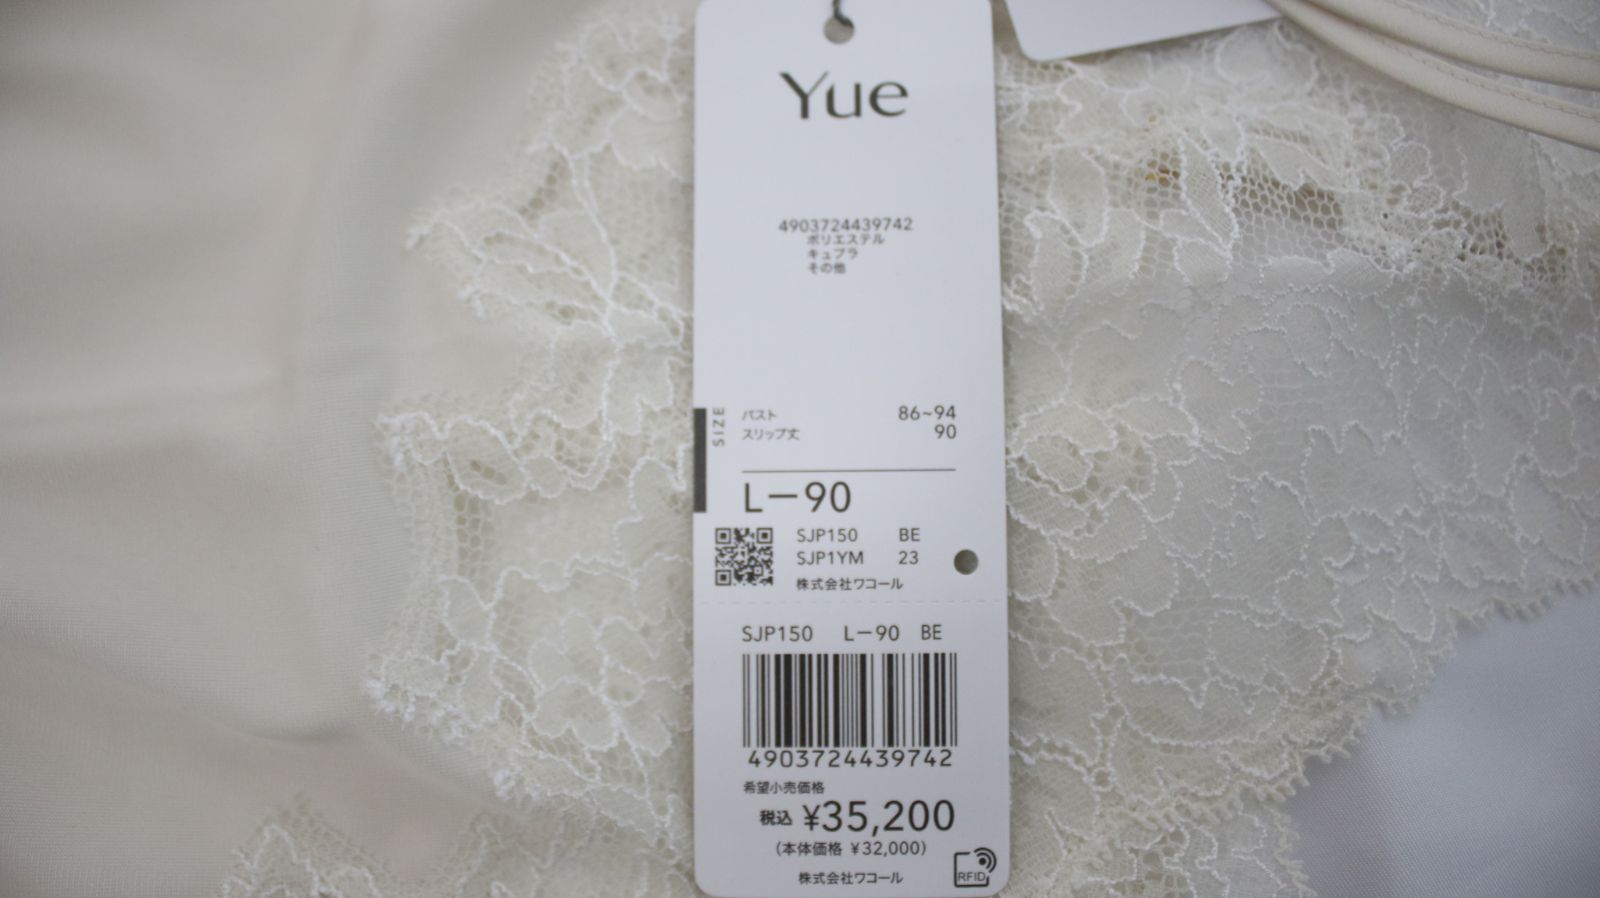 Yue
4903724439742
ポリエステル
キュプラ
その他
SIZE
バスト 86~94
スリップ丈 90
L－90
SJP150 BE
SJP1YM 23
株式会社ワコール
SJP150 L－90 BE
4903724439742
希望小売価格
税込 ¥35,200
(本体価格 ¥32,000)
株式会社ワコール
RFID